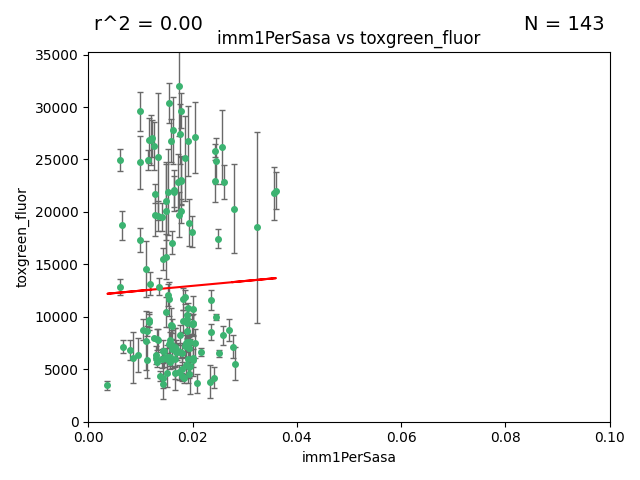 r^2 = 0.00
N = 143
imm1PerSasa vs toxgreen_fluor
35000
30000
25000
20000
15000
10000
5000
0
toxgreen_fluor
0.00
0.02
0.04
0.06
0.08
0.10
imm1PerSasa